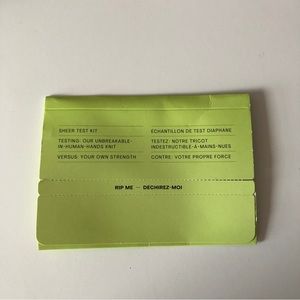 SHEER TEST KIT
TESTING: OUR UNBREAKABLE-
IN-HUMAN-HANDS KNIT
VERSUS: YOUR OWN STRENGTH
ÉCHANTILLON DE TEST DIAPHANE
TESTEZ: NOTRE TRICOT
INDESTRUCTIBLE-À-MAINS-NUES
CONTRE: VOTRE PROPRE FORCE
RIP ME — DÉCHIREZ-MOI